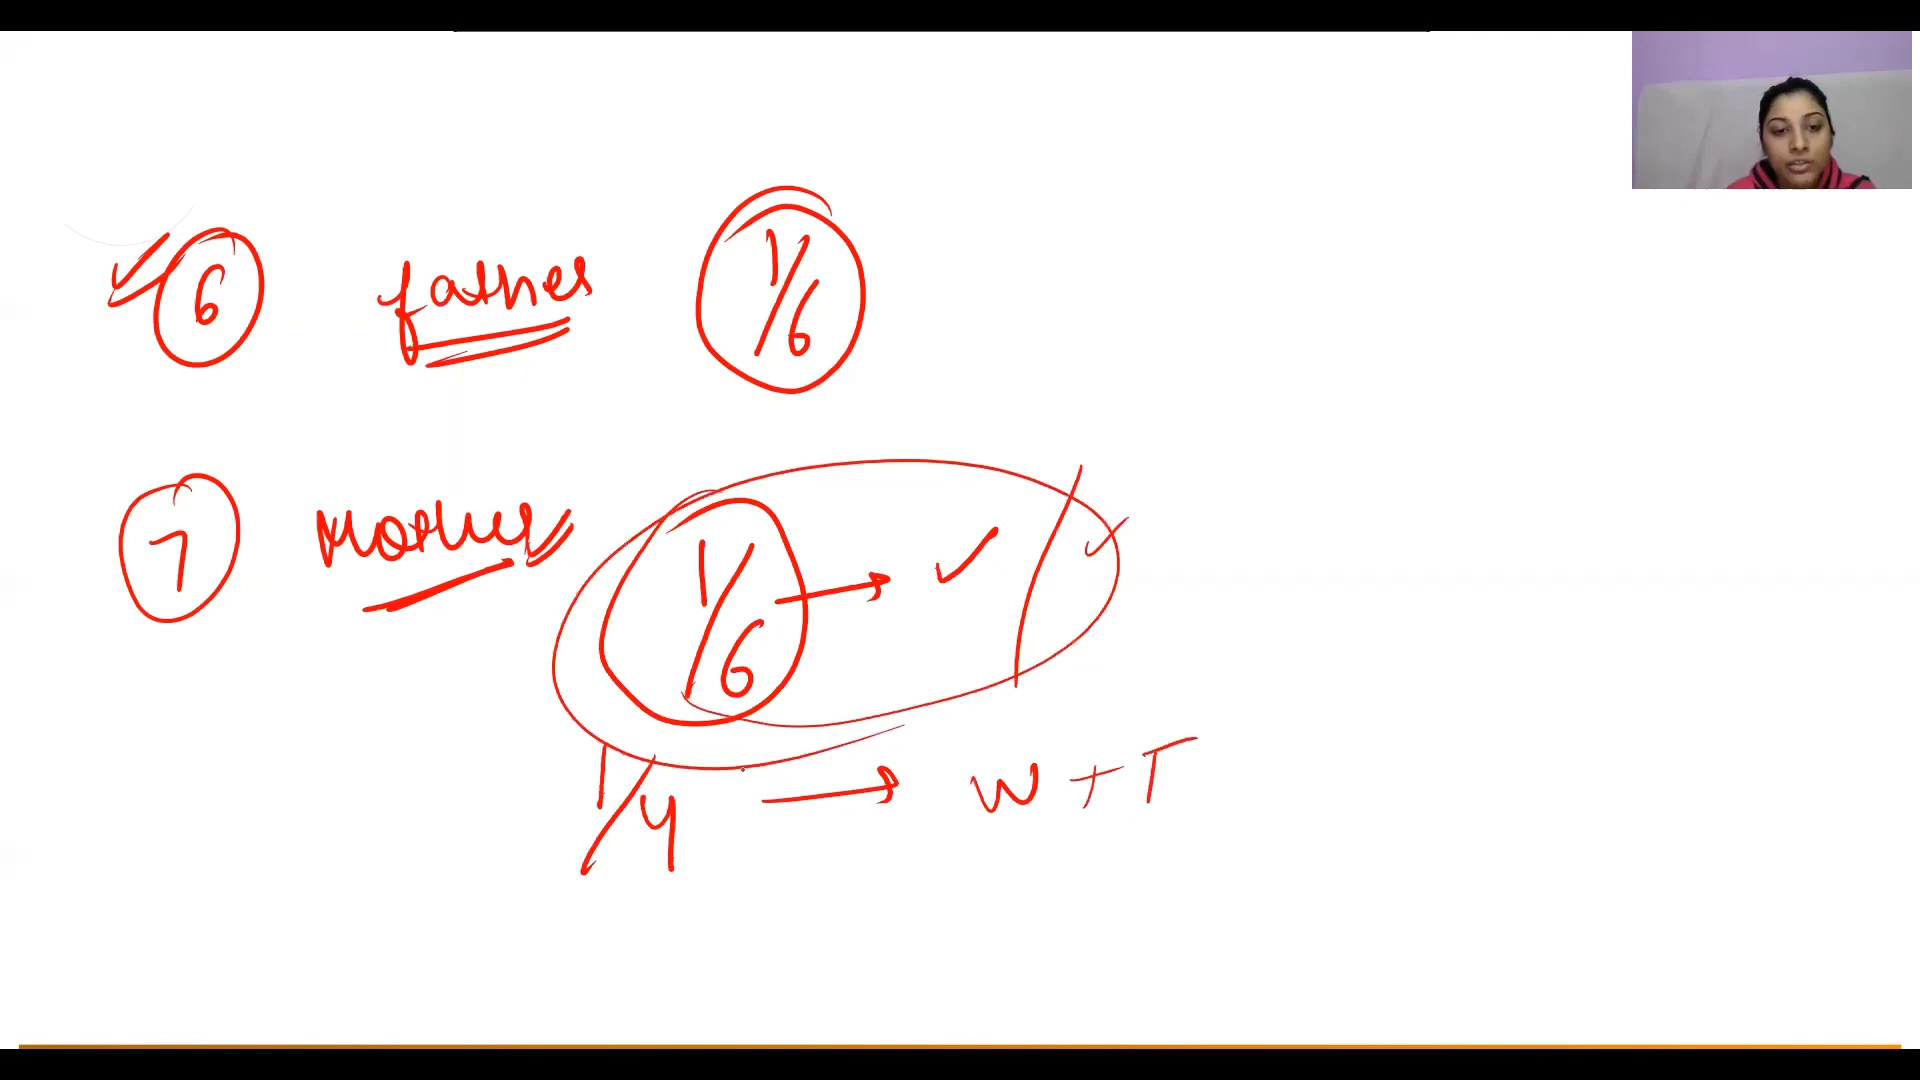 6 father 1/6
7 Mother 1/6 →
1/4 → W + T